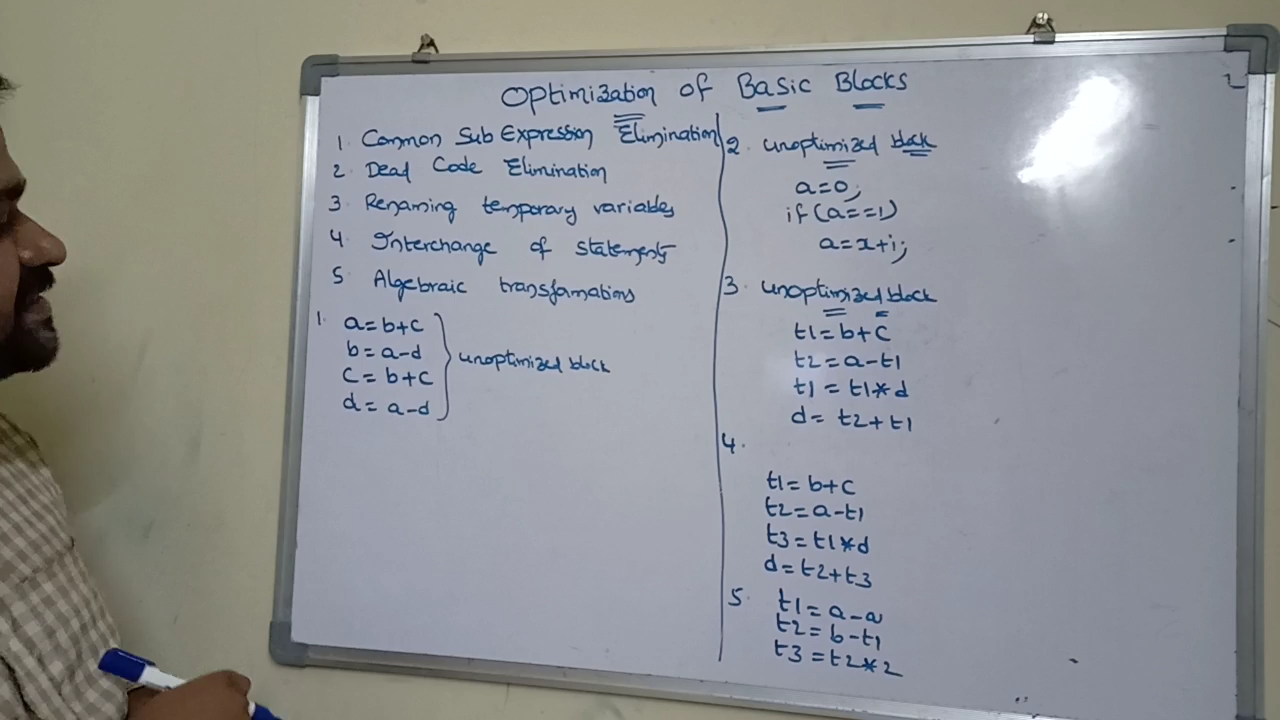 Optimization of Basic Blocks
1. Common Sub Expression Elimination
2. Dead Code Elimination
3 Renaming temporary variables
4. Interchange of statements
5 Algebraic transformations
1. a=b+c
b=a-d
c=b+c
d=a-d
unoptimized block
2. unoptimized block
a=0;
if(a==1)
a=x+i;
3. unoptimized block
t1=b+c
t2=a-t1
t1=t1*d
d=t2+t1
4.
t1=b+c
t2=a-t1
t3=t1*d
d=t2+t3
5. t1=a-a
t2=b-t1
t3=t2*2